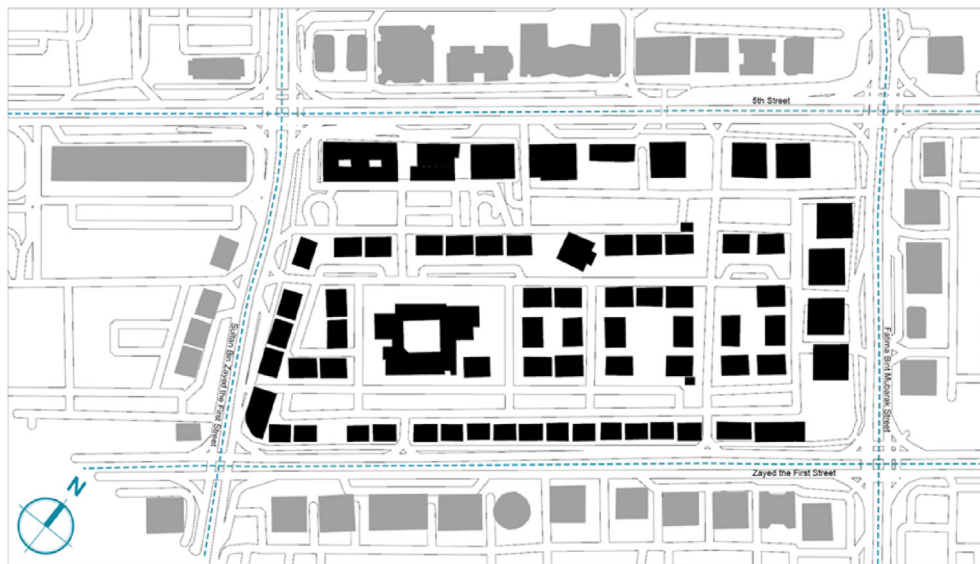 5th Street
Sultan Bin Zayed the First Street
Fatima Bint Mubarak Street
Zayed the First Street
N